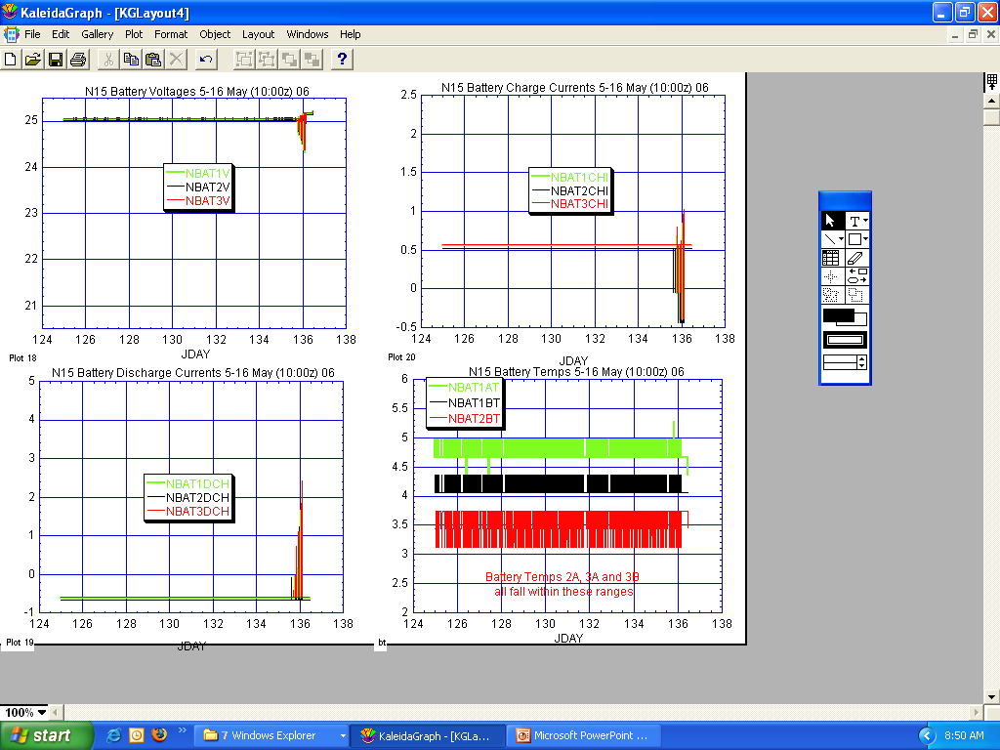 KaleidaGraph - [KGLayout4]
File Edit Gallery Plot Format Object Layout Windows Help
N15 Battery Voltages 5-16 May (10:00z) 06
25
24
23
22
21
NBAT1V
NBAT2V
NBAT3V
124 126 128 130 132 134 136 138
JDAY
Plot 18
N15 Battery Charge Currents 5-16 May (10:00z) 06
2.5
2
1.5
1
0.5
0
-0.5
NBAT1CHI
NBAT2CHI
NBAT3CHI
124 126 128 130 132 134 136 138
JDAY
Plot 20
N15 Battery Discharge Currents 5-16 May (10:00z) 06
5
4
3
2
1
0
-1
NBAT1DCH
NBAT2DCH
NBAT3DCH
124 126 128 130 132 134 136 138
JDAY
Plot 19
N15 Battery Temps 5-16 May (10:00z) 06
6
5.5
5
4.5
4
3.5
3
2.5
2
NBAT1AT
NBAT1BT
NBAT2BT
Battery Temps 2A, 3A and 3B
all fall within these ranges
124 126 128 130 132 134 136 138
JDAY
bt
T
100%
start
7 Windows Explorer
KaleidaGraph - [KGLa...
Microsoft PowerPoint ...
8:50 AM